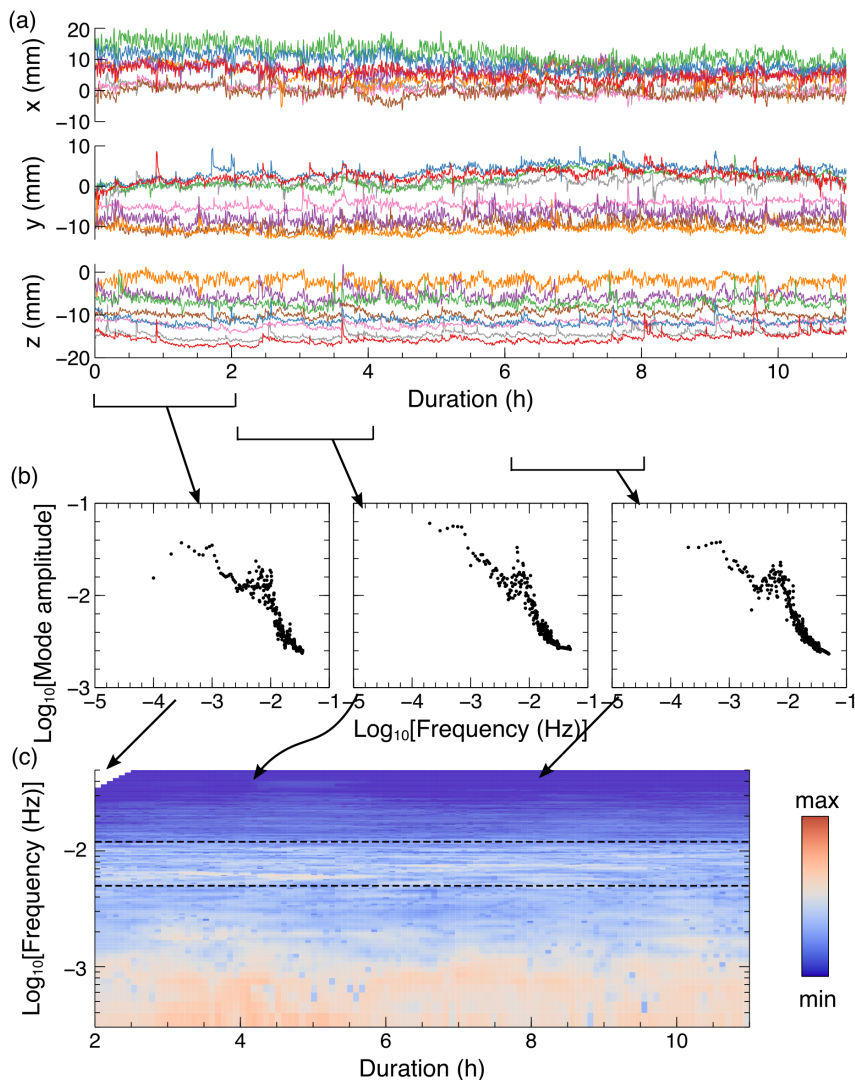 (a)
20
10
0
−10
x (mm)
10
0
−10
y (mm)
0
−10
−20
z (mm)
0 2 4 6 8 10
Duration (h)
(b)
−1
−2
−3
Log₁₀[Mode amplitude]
−5 −4 −3 −2 −1
−5 −4 −3 −2 −1
−5 −4 −3 −2 −1
Log₁₀[Frequency (Hz)]
(c)
−2
−3
Log₁₀[Frequency (Hz)]
2 4 6 8 10
Duration (h)
max
min